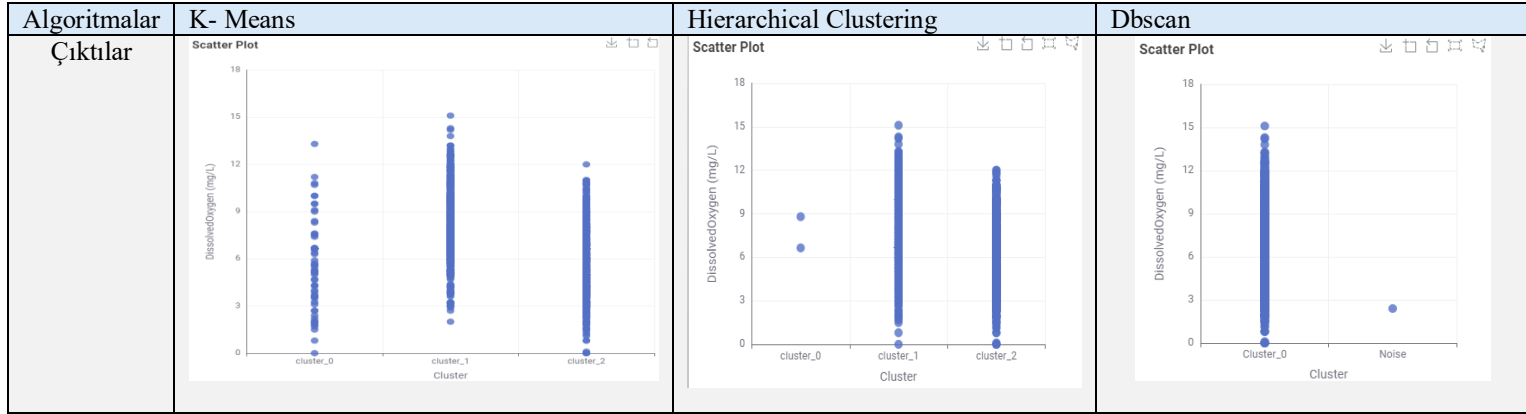 Algoritmalar
K- Means
Hierarchical Clustering
Dbscan
Çıktılar
Scatter Plot
18
15
12
9
6
3
0
DissolvedOxygen (mg/L)
cluster_0
cluster_1
cluster_2
Cluster
Scatter Plot
18
15
12
9
6
3
0
DissolvedOxygen (mg/L)
cluster_0
cluster_1
cluster_2
Cluster
Scatter Plot
18
15
12
9
6
3
0
DissolvedOxygen (mg/L)
Cluster_0
Noise
Cluster